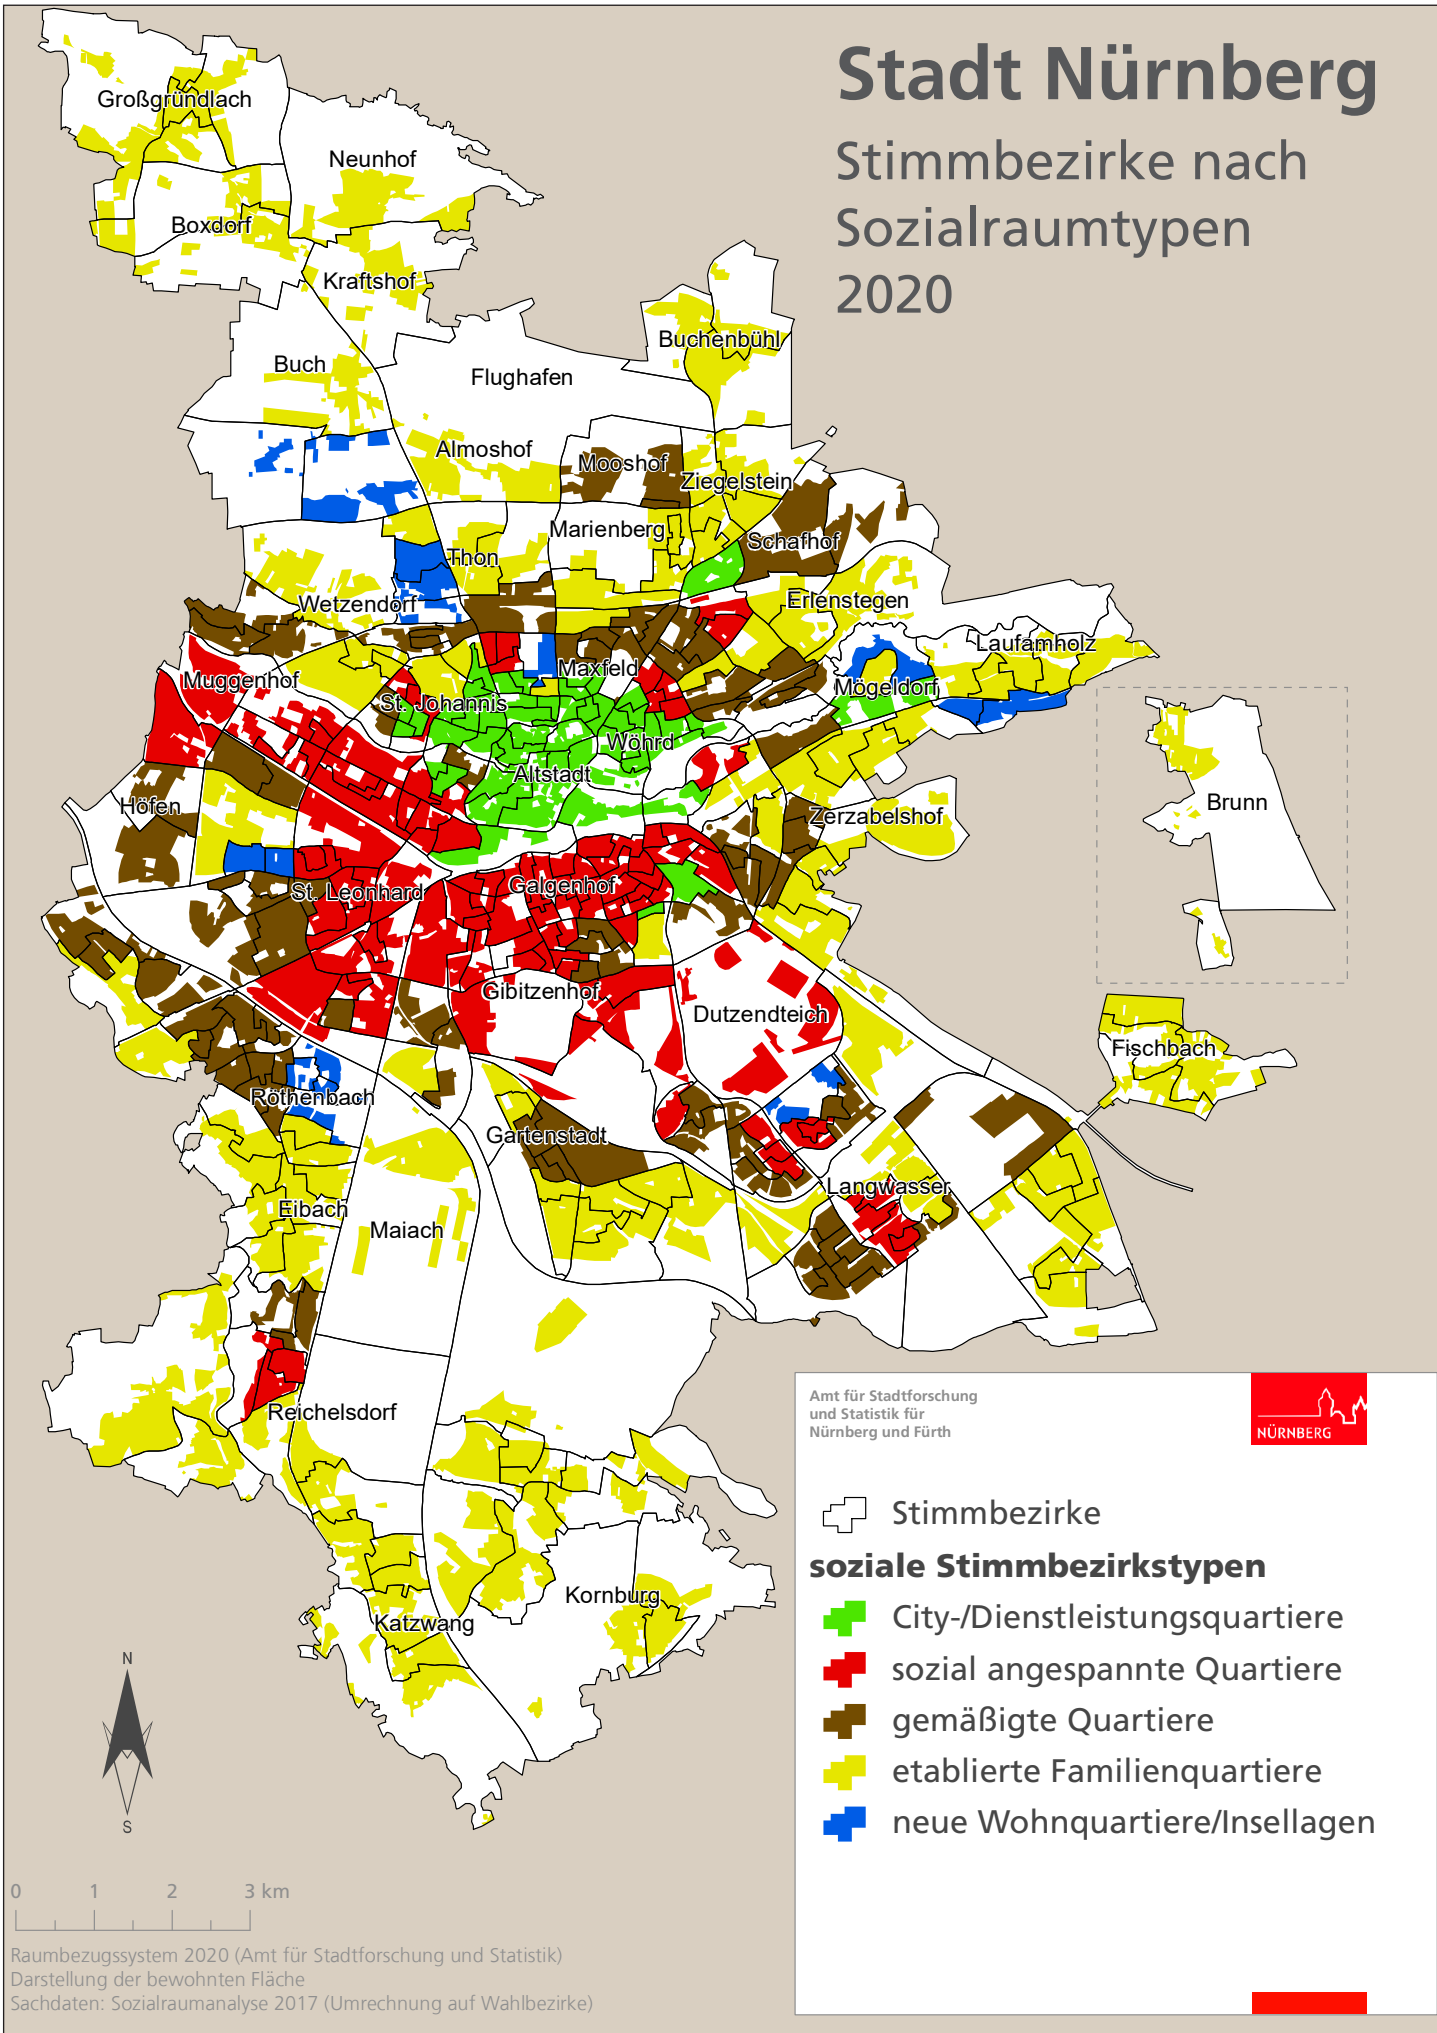 Stadt Nürnberg
Stimmbezirke nach
Sozialraumtypen
2020
Großgründlach
Neunhof
Boxdorf
Kraftshof
Buchenbühl
Buch
Flughafen
Almoshof
Mooshof
Ziegelstein
Marienberg
Schafhof
Thon
Wetzendorf
Erlenstegen
Laufamholz
Maxfeld
Muggenhof
Mögeldorf
St. Johannis
Wöhrd
Altstadt
Höfen
Zerzabelshof
Brunn
St. Leonhard
Galgenhof
Gibitzenhof
Dutzendteich
Fischbach
Röthenbach
Gartenstadt
Langwasser
Eibach
Maiach
Reichelsdorf
Kornburg
Katzwang
Amt für Stadtforschung
und Statistik für
Nürnberg und Fürth
NÜRNBERG
Stimmbezirke
soziale Stimmbezirkstypen
City-/Dienstleistungsquartiere
sozial angespannte Quartiere
gemäßigte Quartiere
etablierte Familienquartiere
neue Wohnquartiere/Insellagen
N
S
0 1 2 3 km
Raumbezugssystem 2020 (Amt für Stadtforschung und Statistik)
Darstellung der bewohnten Fläche
Sachdaten: Sozialraumanalyse 2017 (Umrechnung auf Wahlbezirke)